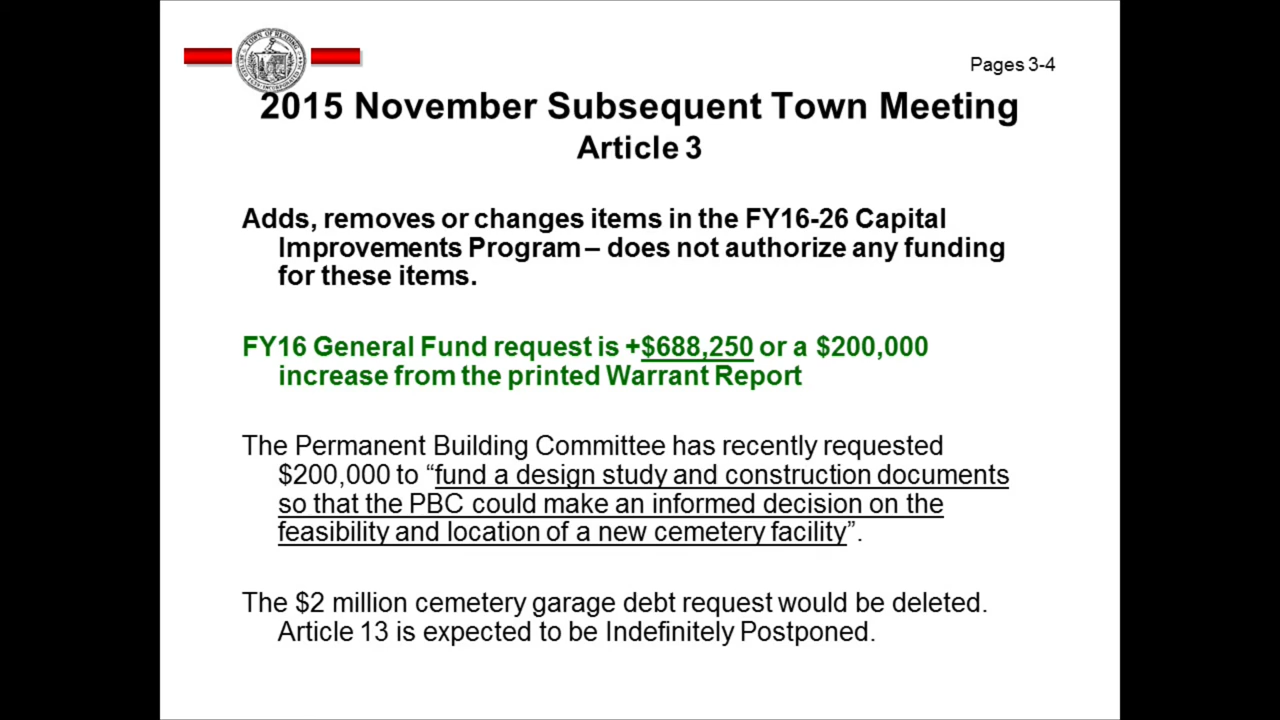 TOWN OF READING
Pages 3-4
2015 November Subsequent Town Meeting
Article 3
Adds, removes or changes items in the FY16-26 Capital
Improvements Program – does not authorize any funding
for these items.
FY16 General Fund request is +$688,250 or a $200,000
increase from the printed Warrant Report
The Permanent Building Committee has recently requested
$200,000 to “fund a design study and construction documents
so that the PBC could make an informed decision on the
feasibility and location of a new cemetery facility”.
The $2 million cemetery garage debt request would be deleted.
Article 13 is expected to be Indefinitely Postponed.